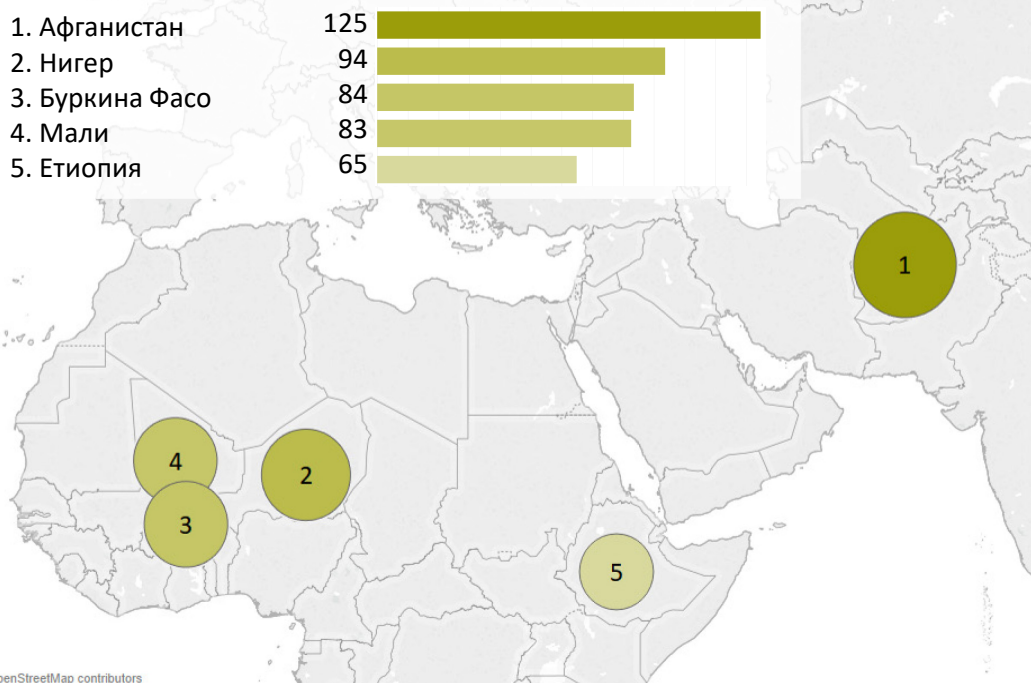 1. Афганистан 125
2. Нигер 94
3. Буркина Фасо 84
4. Мали 83
5. Етиопия 65
1
4
2
3
5
penStreetMap contributors